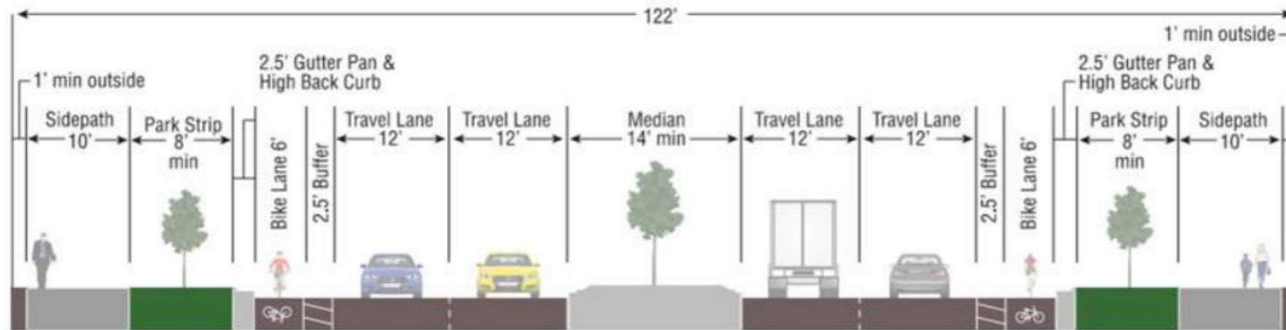 122'
1' min outside
2.5' Gutter Pan &
High Back Curb
1' min outside
2.5' Gutter Pan &
High Back Curb
Sidepath
10'
Park Strip
8'
min
Bike Lane 6'
2.5' Buffer
Travel Lane
12'
Travel Lane
12'
Median
14' min
Travel Lane
12'
Travel Lane
12'
2.5' Buffer
Bike Lane 6'
Park Strip
8'
min
Sidepath
10'